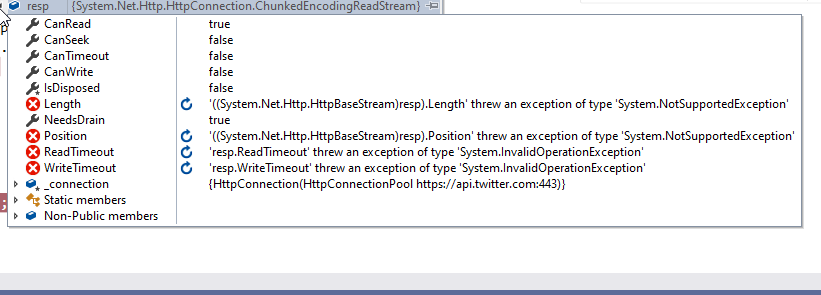 resp {System.Net.Http.HttpConnection.ChunkedEncodingReadStream}
CanRead true
CanSeek false
CanTimeout false
CanWrite false
IsDisposed false
Length '((System.Net.Http.HttpBaseStream)resp).Length' threw an exception of type 'System.NotSupportedException'
NeedsDrain true
Position '((System.Net.Http.HttpBaseStream)resp).Position' threw an exception of type 'System.NotSupportedException'
ReadTimeout 'resp.ReadTimeout' threw an exception of type 'System.InvalidOperationException'
WriteTimeout 'resp.WriteTimeout' threw an exception of type 'System.InvalidOperationException'
_connection {HttpConnection(HttpConnectionPool https://api.twitter.com:443)}
Static members
Non-Public members